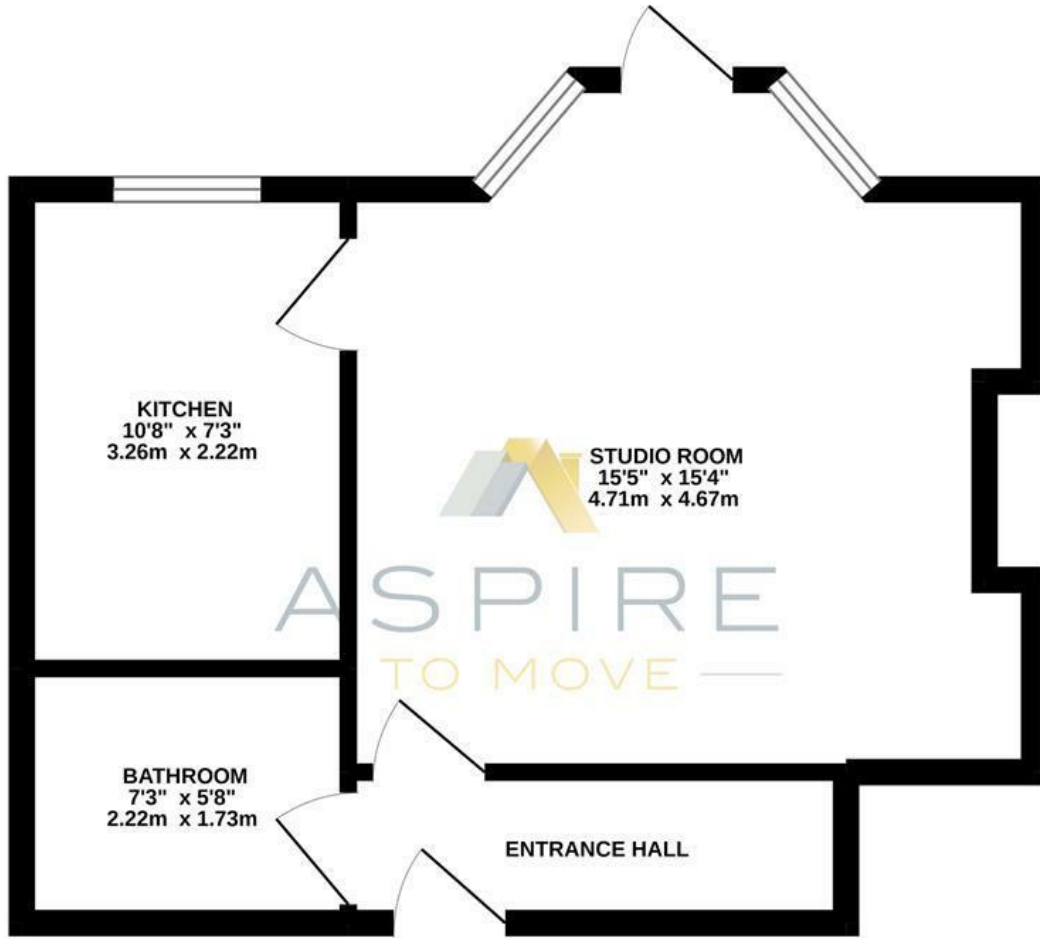 KITCHEN
10'8" x 7'3"
3.26m x 2.22m
STUDIO ROOM
15'5" x 15'4"
4.71m x 4.67m
ASPIRE
TO MOVE
BATHROOM
7'3" x 5'8"
2.22m x 1.73m
ENTRANCE HALL